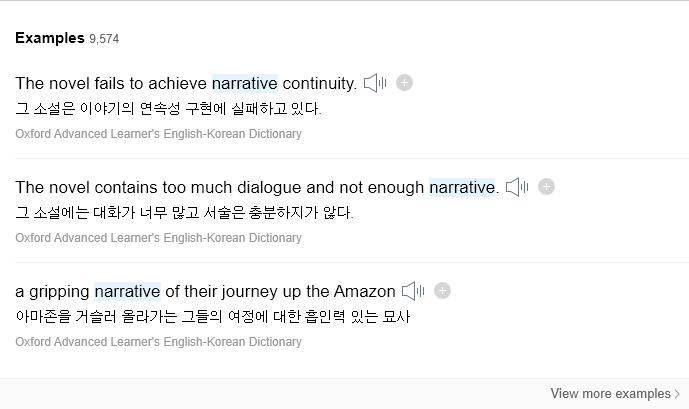 Examples 9,574
The novel fails to achieve narrative continuity.
그 소설은 이야기의 연속성 구현에 실패하고 있다.
Oxford Advanced Learner's English-Korean Dictionary
The novel contains too much dialogue and not enough narrative.
그 소설에는 대화가 너무 많고 서술은 충분하지가 않다.
Oxford Advanced Learner's English-Korean Dictionary
a gripping narrative of their journey up the Amazon
아마존을 거슬러 올라가는 그들의 여정에 대한 흡인력 있는 묘사
Oxford Advanced Learner's English-Korean Dictionary
View more examples